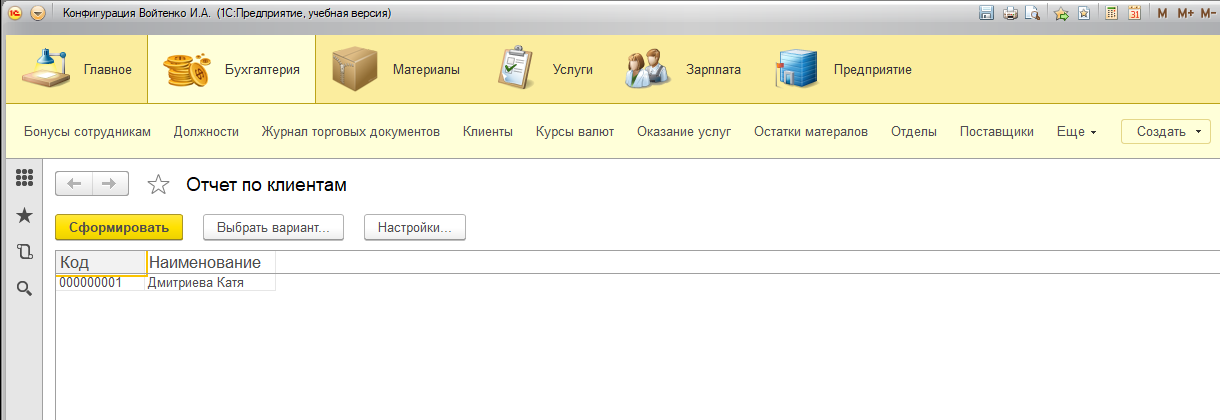 Конфигурация Войтенко И.А. (1С:Предприятие, учебная версия)
31 M M+ M-
Главное Бухгалтерия Материалы Услуги Зарплата Предприятие
Бонусы сотрудникам Должности Журнал торговых документов Клиенты Курсы валют Оказание услуг Остатки матералов Отделы Поставщики Еще Создать
Отчет по клиентам
Сформировать Выбрать вариант... Настройки...
Код Наименование
000000001 Дмитриева Катя